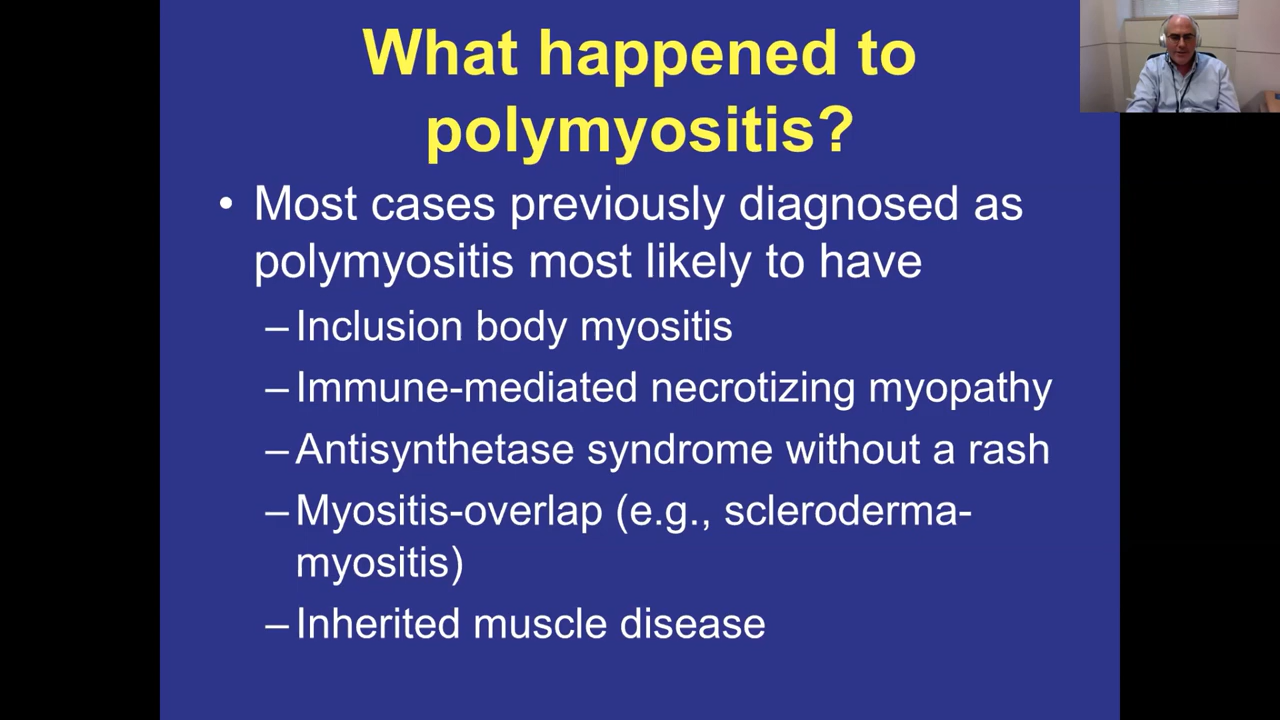 What happened to
polymyositis?
• Most cases previously diagnosed as
polymyositis most likely to have
– Inclusion body myositis
– Immune-mediated necrotizing myopathy
– Antisynthetase syndrome without a rash
– Myositis-overlap (e.g., scleroderma-
myositis)
– Inherited muscle disease